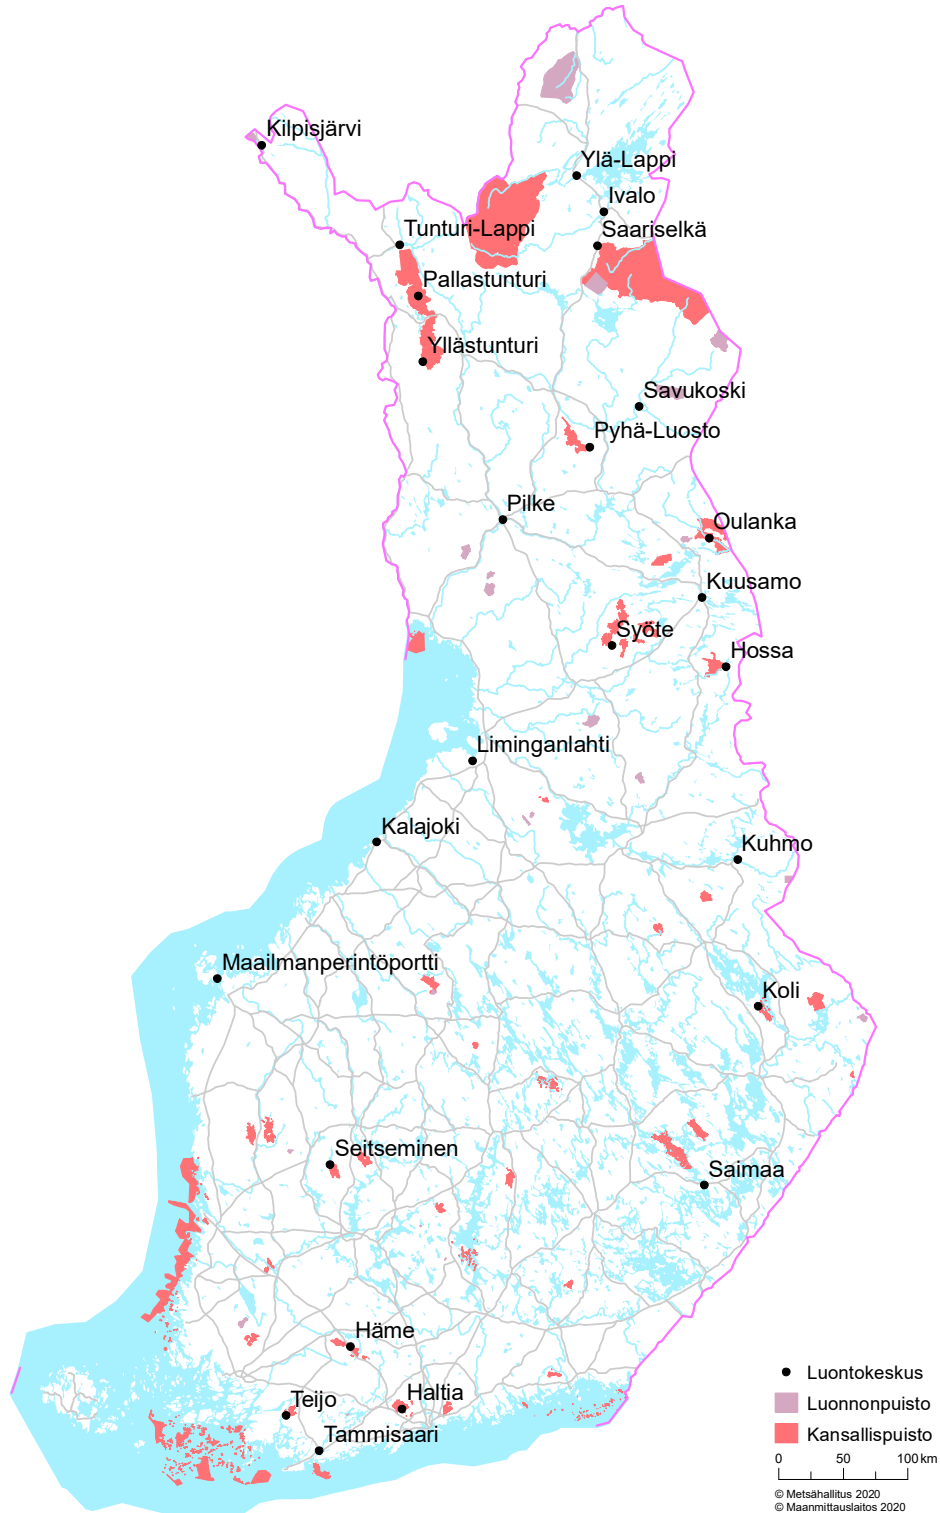 Kilpisjärvi
Ylä-Lappi
Ivalo
Tunturi-Lappi
Saariselkä
Pallastunturi
Yllästunturi
Savukoski
Pyhä-Luosto
Pilke
Oulanka
Kuusamo
Syöte
Hossa
Liminganlahti
Kalajoki
Kuhmo
Maailmanperintöportti
Koli
Seitseminen
Saimaa
Häme
Teijo
Haltia
Tammisaari
Luontokeskus
Luonnonpuisto
Kansallispuisto
0 50 100 km
© Metsähallitus 2020
© Maanmittauslaitos 2020